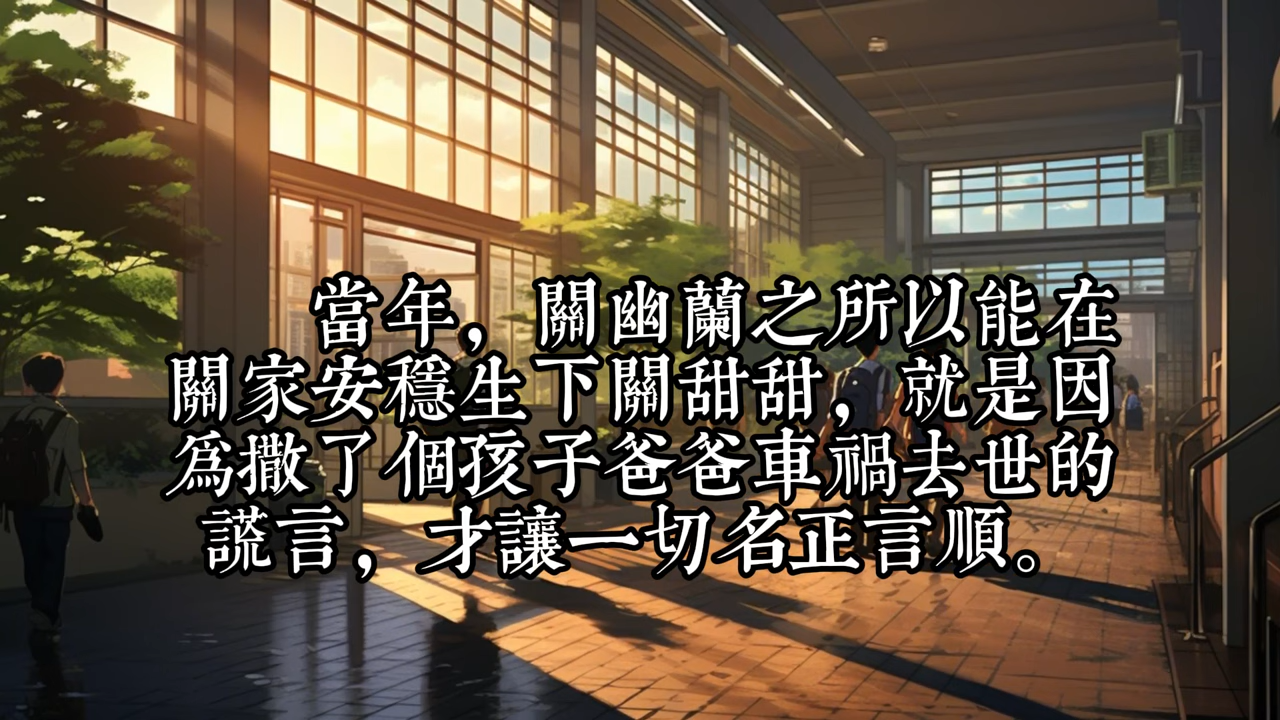 當年，關幽蘭之所以能在
關家安穩生下關甜甜，就是因
為撒了個孩子爸爸車禍去世的
謊言，才讓一切名正言順。